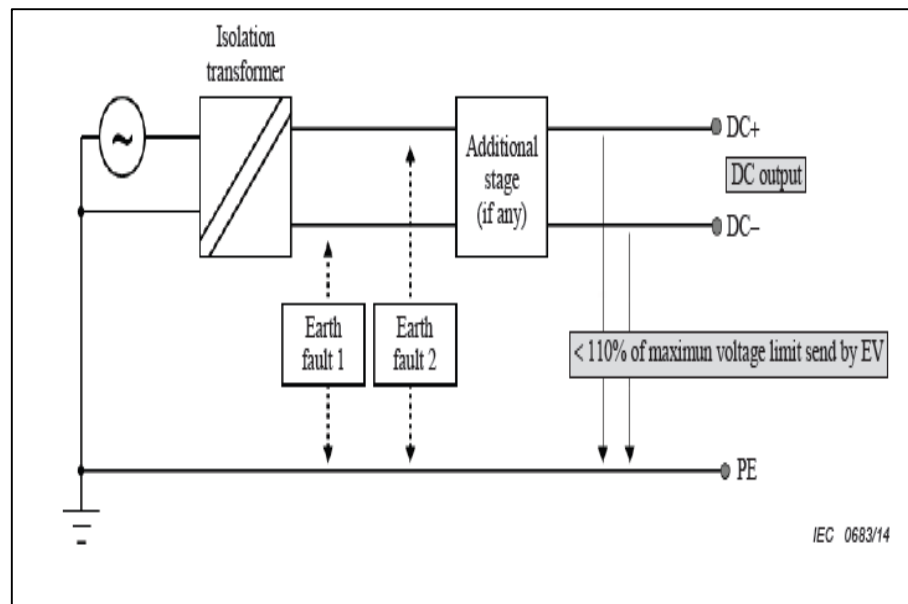 Isolation
transformer
~
Additional
stage
(if any)
DC+
DC output
DC–
Earth
fault 1
Earth
fault 2
< 110% of maximun voltage limit send by EV
PE
IEC 0683/14